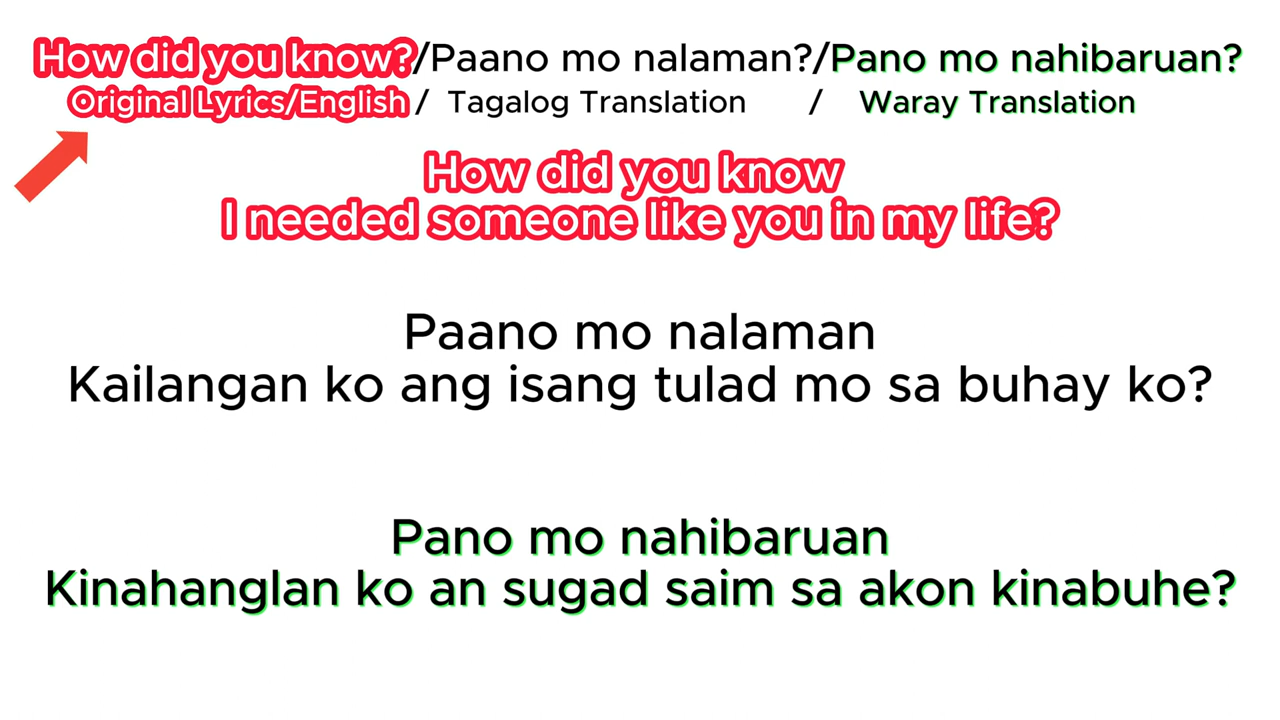 How did you know?/Paano mo nalaman?/Pano mo nahibaruan?
Original Lyrics/English / Tagalog Translation / Waray Translation
How did you know
I needed someone like you in my life?
Paano mo nalaman
Kailangan ko ang isang tulad mo sa buhay ko?
Pano mo nahibaruan
Kinahanglan ko an sugad saim sa akon kinabuhe?